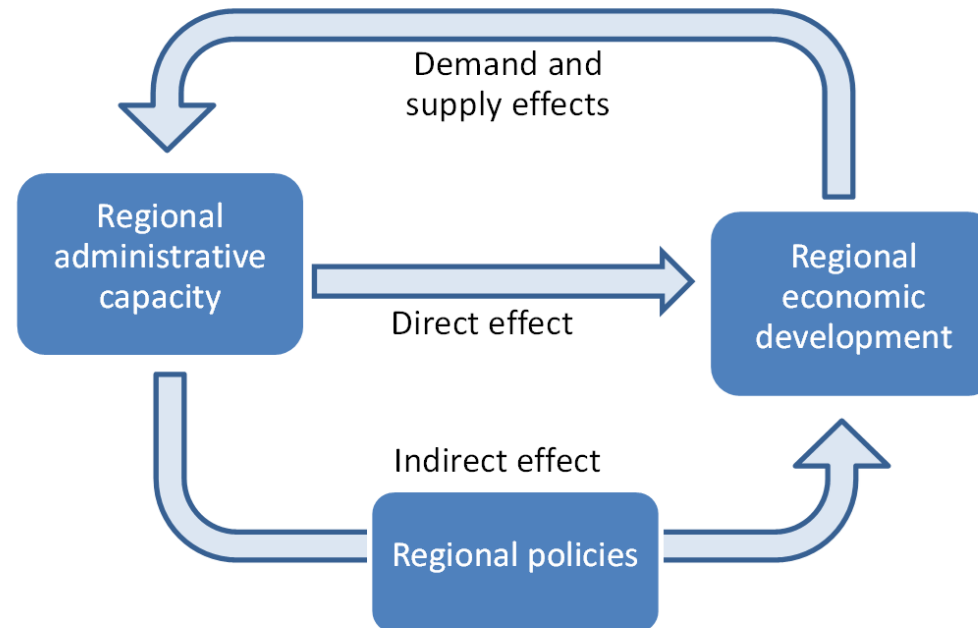 Demand and
supply effects
Regional
administrative
capacity
Direct effect
Regional
economic
development
Indirect effect
Regional policies